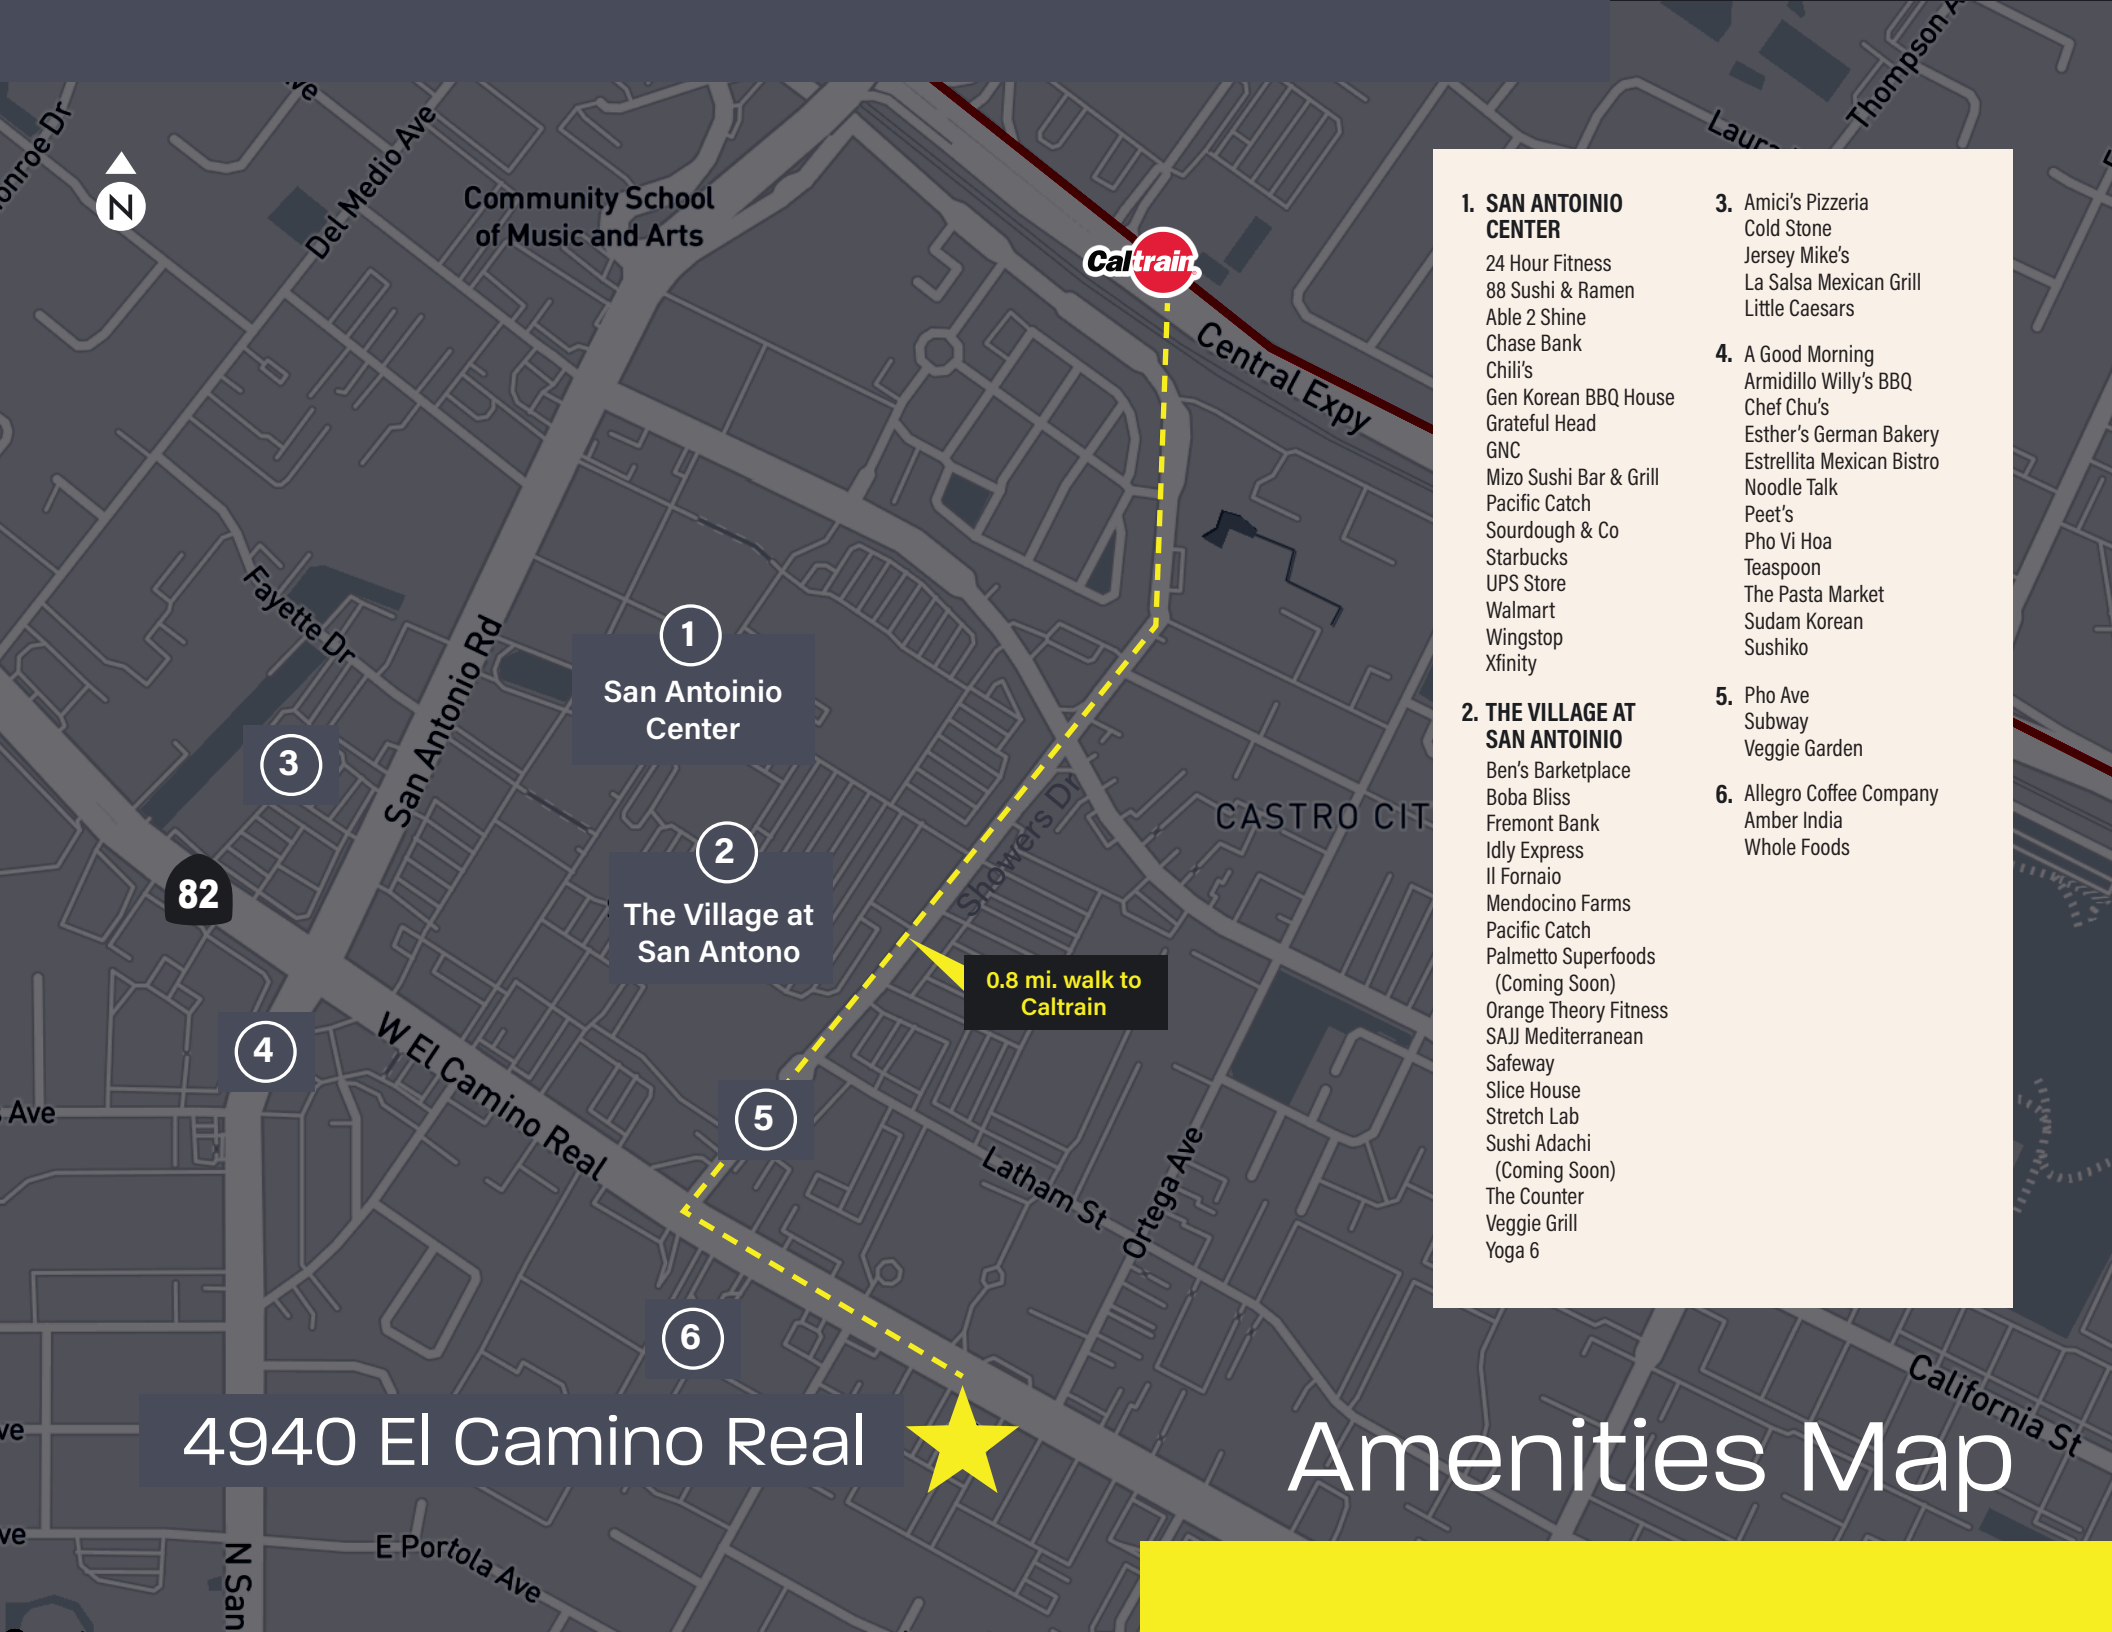 Thompson A
Laura
onroe Dr
ve
Del Medio Ave
N
Community School
of Music and Arts
Caltrain
Central Expy
Fayette Dr
San Antonio Rd
1
San Antoinio
Center
3
2
The Village at
San Antono
82
Showers Dr
CASTRO CIT
0.8 mi. walk to
Caltrain
4
W El Camino Real
5
Ave
Latham St
Ortega Ave
6
4940 El Camino Real
ve
ve
E Portola Ave
N San
California St
Amenities Map
1. SAN ANTOINIO
CENTER
24 Hour Fitness
88 Sushi & Ramen
Able 2 Shine
Chase Bank
Chili's
Gen Korean BBQ House
Grateful Head
GNC
Mizo Sushi Bar & Grill
Pacific Catch
Sourdough & Co
Starbucks
UPS Store
Walmart
Wingstop
Xfinity
2. THE VILLAGE AT
SAN ANTOINIO
Ben's Barketplace
Boba Bliss
Fremont Bank
Idly Express
Il Fornaio
Mendocino Farms
Pacific Catch
Palmetto Superfoods
(Coming Soon)
Orange Theory Fitness
SAJJ Mediterranean
Safeway
Slice House
Stretch Lab
Sushi Adachi
(Coming Soon)
The Counter
Veggie Grill
Yoga 6
3. Amici's Pizzeria
Cold Stone
Jersey Mike's
La Salsa Mexican Grill
Little Caesars
4. A Good Morning
Armidillo Willy's BBQ
Chef Chu's
Esther's German Bakery
Estrellita Mexican Bistro
Noodle Talk
Peet's
Pho Vi Hoa
Teaspoon
The Pasta Market
Sudam Korean
Sushiko
5. Pho Ave
Subway
Veggie Garden
6. Allegro Coffee Company
Amber India
Whole Foods